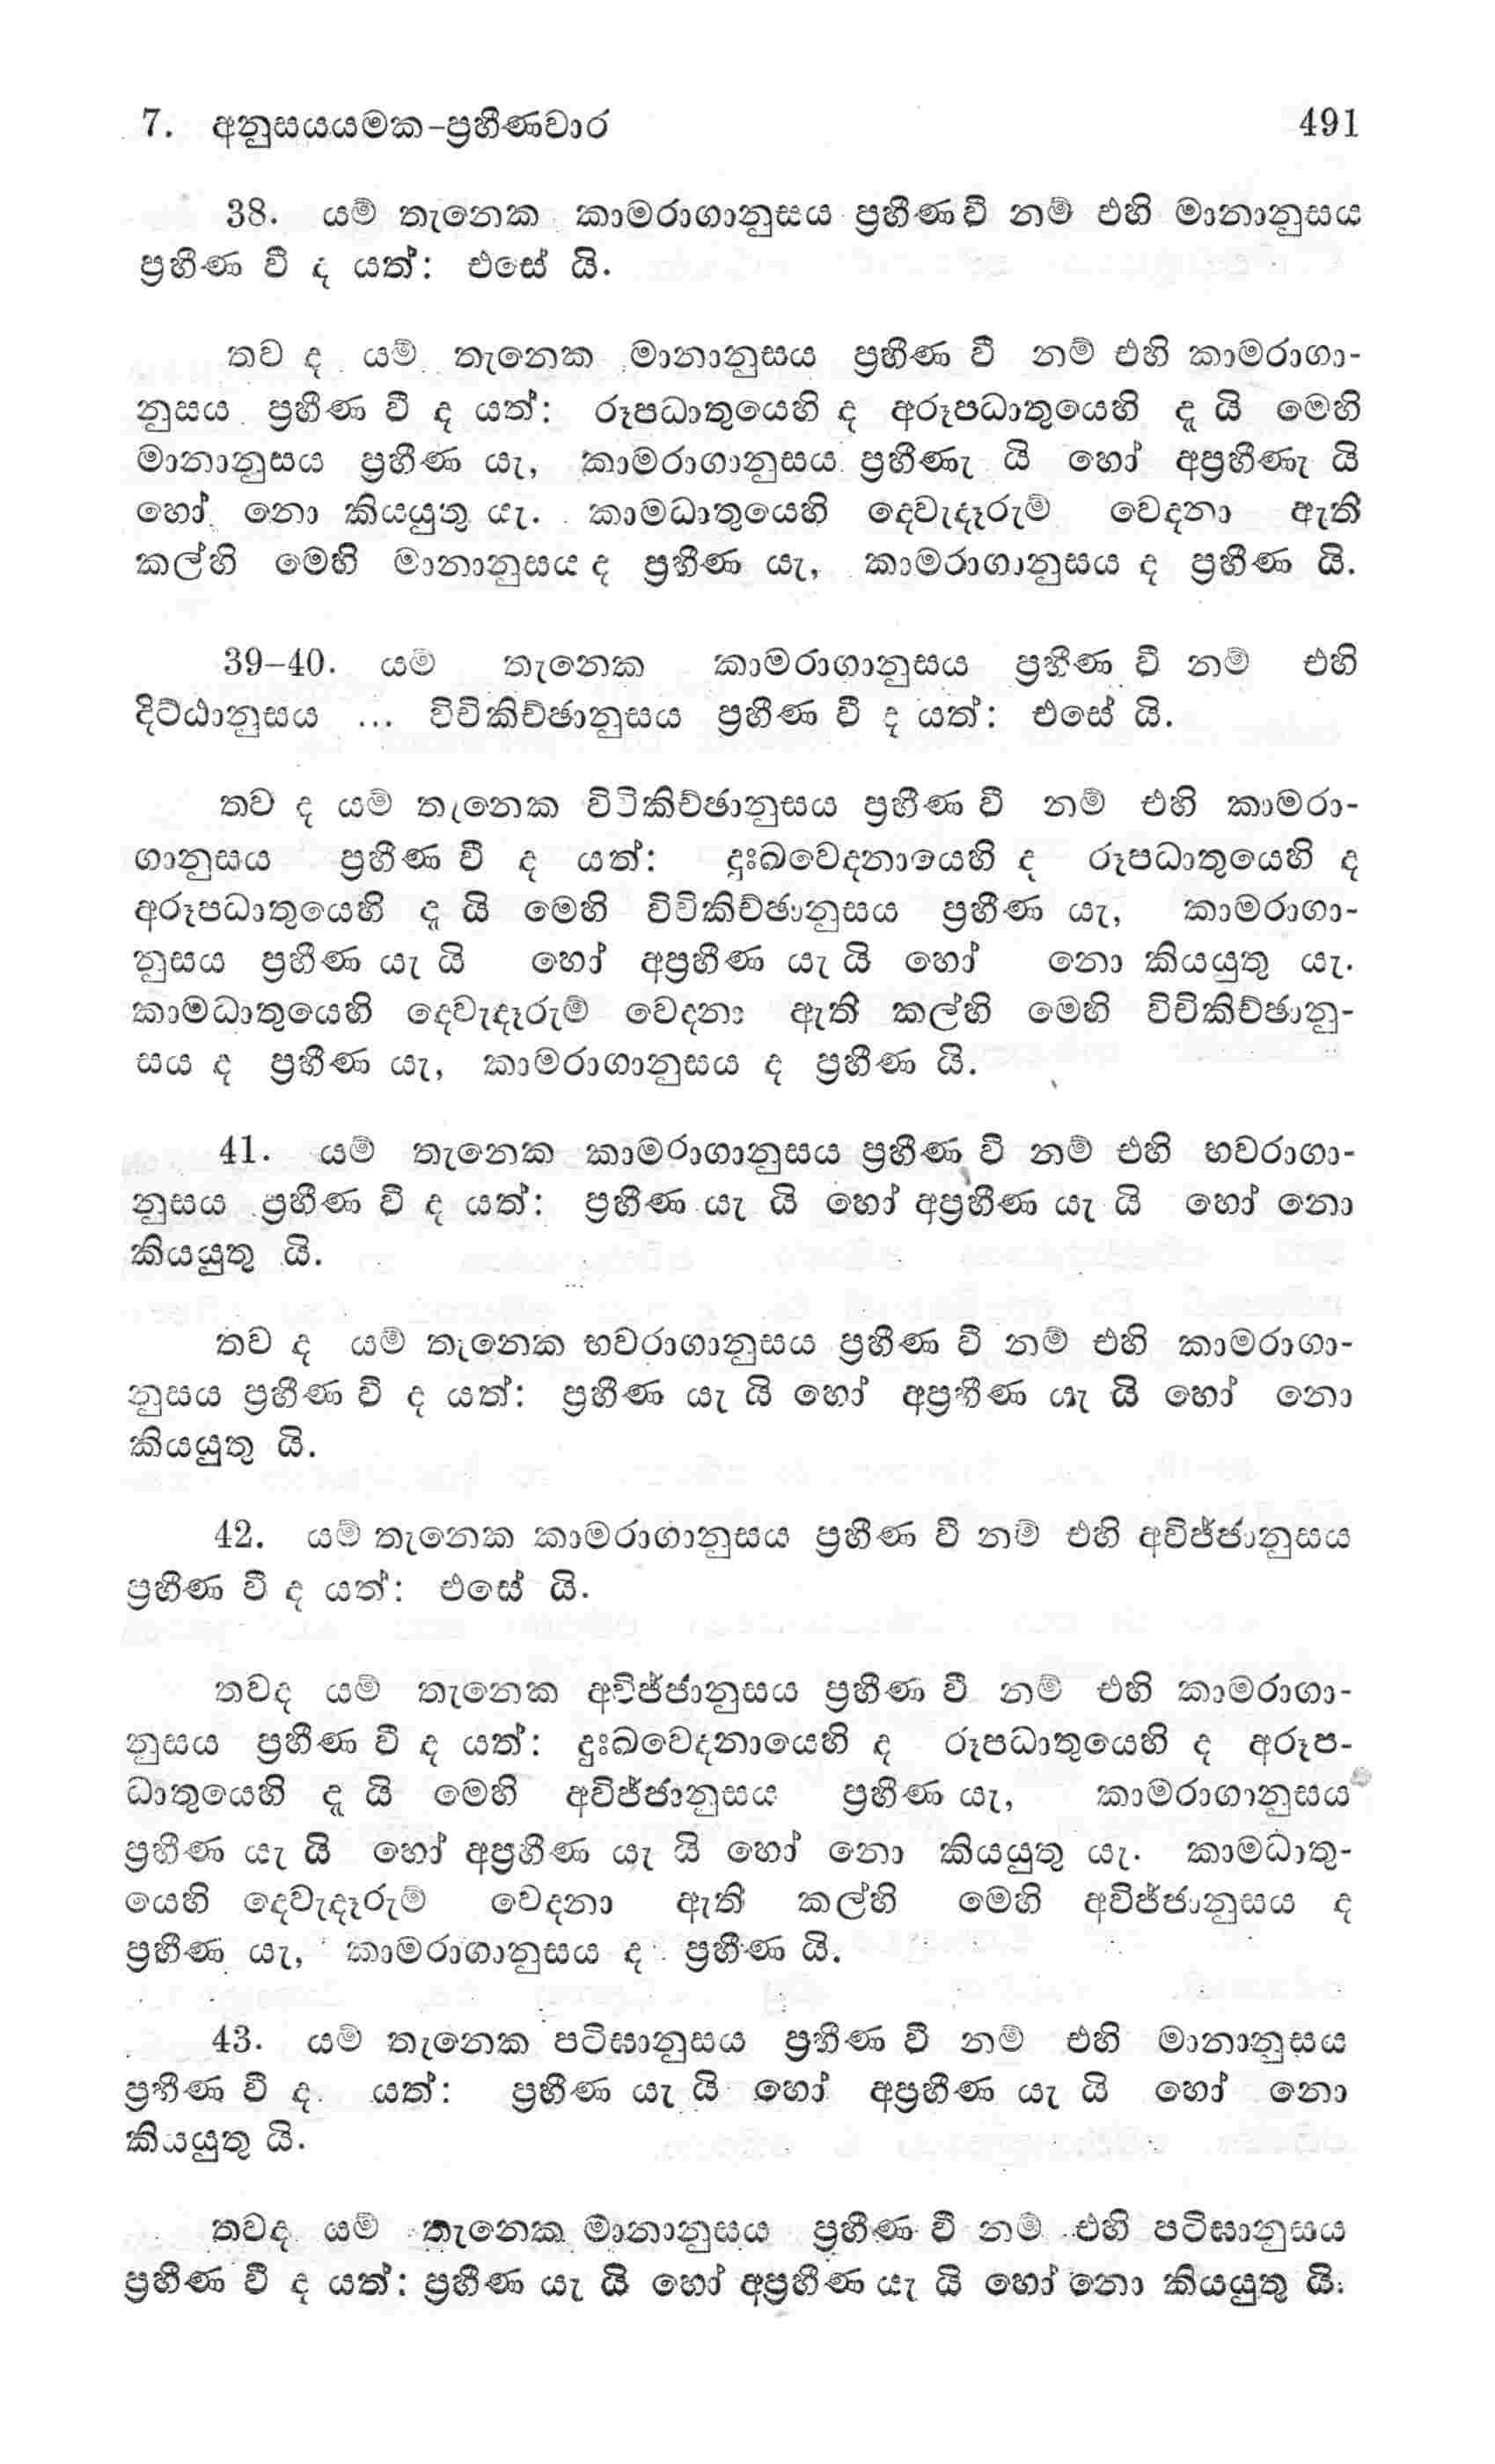 7. අනුසයයමක-ප්‍රහීණවාර 491
38. යම් තැනෙක කාමරාගානුසය ප්‍රහීණ වී නම් එහි මානානුසය
ප්‍රහීණ වී ද යත්: එසේ යි.
තව ද යම් තැනෙක මානානුසය ප්‍රහීණ වී නම් එහි කාමරාගා-
නුසය ප්‍රහීණ වී ද යත්: රූපධාතුයෙහි ද අරූපධාතුයෙහි දූ යි මෙහි
මානානුසය ප්‍රහීණ යැ, කාමරාගානුසය ප්‍රහීණැ යි හෝ අප්‍රහීණැ යි
හෝ නො කියයුතු යැ. කාමධාතුයෙහි දෙවැදෑරුම් වෙදනා ඇති
කල්හි මෙහි මානානුසය ද ප්‍රහීණ යැ, කාමරාගානුසය ද ප්‍රහීණ යි.
39–40. යම් තැනෙක කාමරාගානුසය ප්‍රහීණ වී නම් එහි
දිට්ඨානුසය ... විචිකිච්ඡානුසය ප්‍රහීණ වී ද යත්: එසේ යි.
තව ද යම් තැනෙක විචිකිච්ඡානුසය ප්‍රහීණ වී නම් එහි කාමරා-
ගානුසය ප්‍රහීණ වී ද යත්: දුඃඛවෙදනායෙහි ද රූපධාතුයෙහි ද
අරූපධාතුයෙහි දූ යි මෙහි විචිකිච්ඡානුසය ප්‍රහීණ යැ, කාමරාගා-
නුසය ප්‍රහීණ යැ යි හෝ අප්‍රහීණ යැ යි හෝ නො කියයුතු යැ.
කාමධාතුයෙහි දෙවැදෑරුම් වෙදනා ඇති කල්හි මෙහි විචිකිච්ඡානු-
සය ද ප්‍රහීණ යැ, කාමරාගානුසය ද ප්‍රහීණ යි.
41. යම් තැනෙක කාමරාගානුසය ප්‍රහීණ වී නම් එහි භවරාගා-
නුසය ප්‍රහීණ වී ද යත්: ප්‍රහීණ යැ යි හෝ අප්‍රහීණ යැ යි හෝ නො
කියයුතු යි.
තව ද යම් තැනෙක භවරාගානුසය ප්‍රහීණ වී නම් එහි කාමරාගා-
නුසය ප්‍රහීණ වී ද යත්: ප්‍රහීණ යැ යි හෝ අප්‍රහීණ යැ යි හෝ නො
කියයුතු යි.
42. යම් තැනෙක කාමරාගානුසය ප්‍රහීණ වී නම් එහි අවිජ්ජානුසය
ප්‍රහීණ වී ද යත්: එසේ යි.
තවද යම් තැනෙක අවිජ්ජානුසය ප්‍රහීණ වී නම් එහි කාමරාගා-
නුසය ප්‍රහීණ වී ද යත්: දුඃඛවෙදනායෙහි ද රූපධාතුයෙහි ද අරූප-
ධාතුයෙහි දූ යි මෙහි අවිජ්ජානුසය ප්‍රහීණ යැ, කාමරාගානුසය
ප්‍රහීණ යැ යි හෝ අප්‍රහීණ යැ යි හෝ නො කියයුතු යැ. කාමධාතු-
යෙහි දෙවැදෑරුම් වෙදනා ඇති කල්හි මෙහි අවිජ්ජානුසය ද
ප්‍රහීණ යැ, කාමරාගානුසය ද ප්‍රහීණ යි.
43. යම් තැනෙක පටිඝානුසය ප්‍රහීණ වී නම් එහි මානානුසය
ප්‍රහීණ වී ද යත්: ප්‍රහීණ යැ යි හෝ අප්‍රහීණ යැ යි හෝ නො
කියයුතු යි.
තවද යම් තැනෙක මානානුසය ප්‍රහීණ වී නම් එහි පටිඝානුසය
ප්‍රහීණ වී ද යත්: ප්‍රහීණ යැ යි හෝ අප්‍රහීණ යැ යි හෝ නො කියයුතු යි.